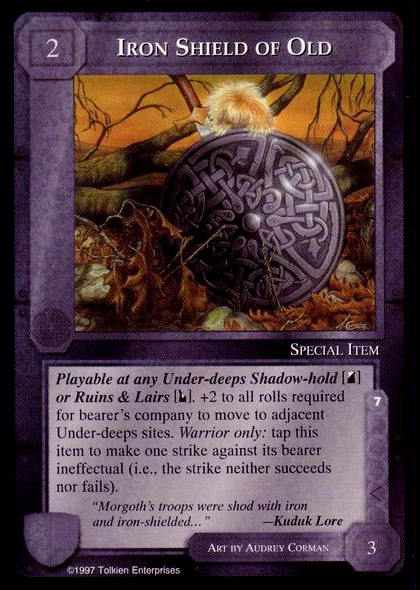 2
IRON SHIELD OF OLD
SPECIAL ITEM
Playable at any Under-deeps Shadow-hold []
or Ruins & Lairs []. +2 to all rolls required
for bearer's company to move to adjacent
Under-deeps sites. Warrior only: tap this
item to make one strike against its bearer
ineffectual (i.e., the strike neither succeeds
nor fails).
7
"Morgoth's troops were shod with iron
and iron-shielded..." —Kuduk Lore
ART BY AUDREY CORMAN
3
©1997 Tolkien Enterprises